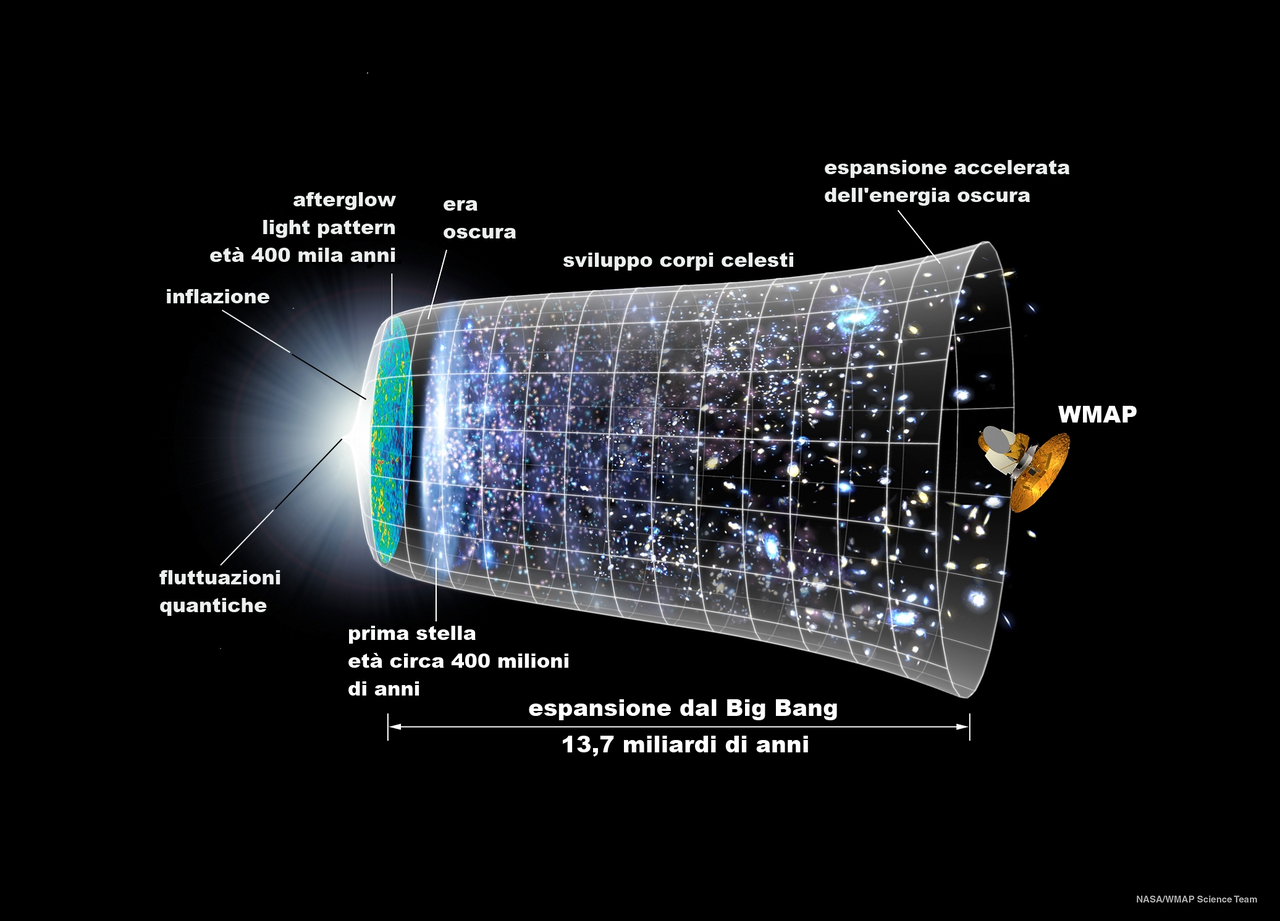 espansione accelerata
dell'energia oscura
afterglow
light pattern
età 400 mila anni
era
oscura
sviluppo corpi celesti
inflazione
WMAP
fluttuazioni
quantiche
prima stella
età circa 400 milioni
di anni
espansione dal Big Bang
13,7 miliardi di anni
NASA/WMAP Science Team